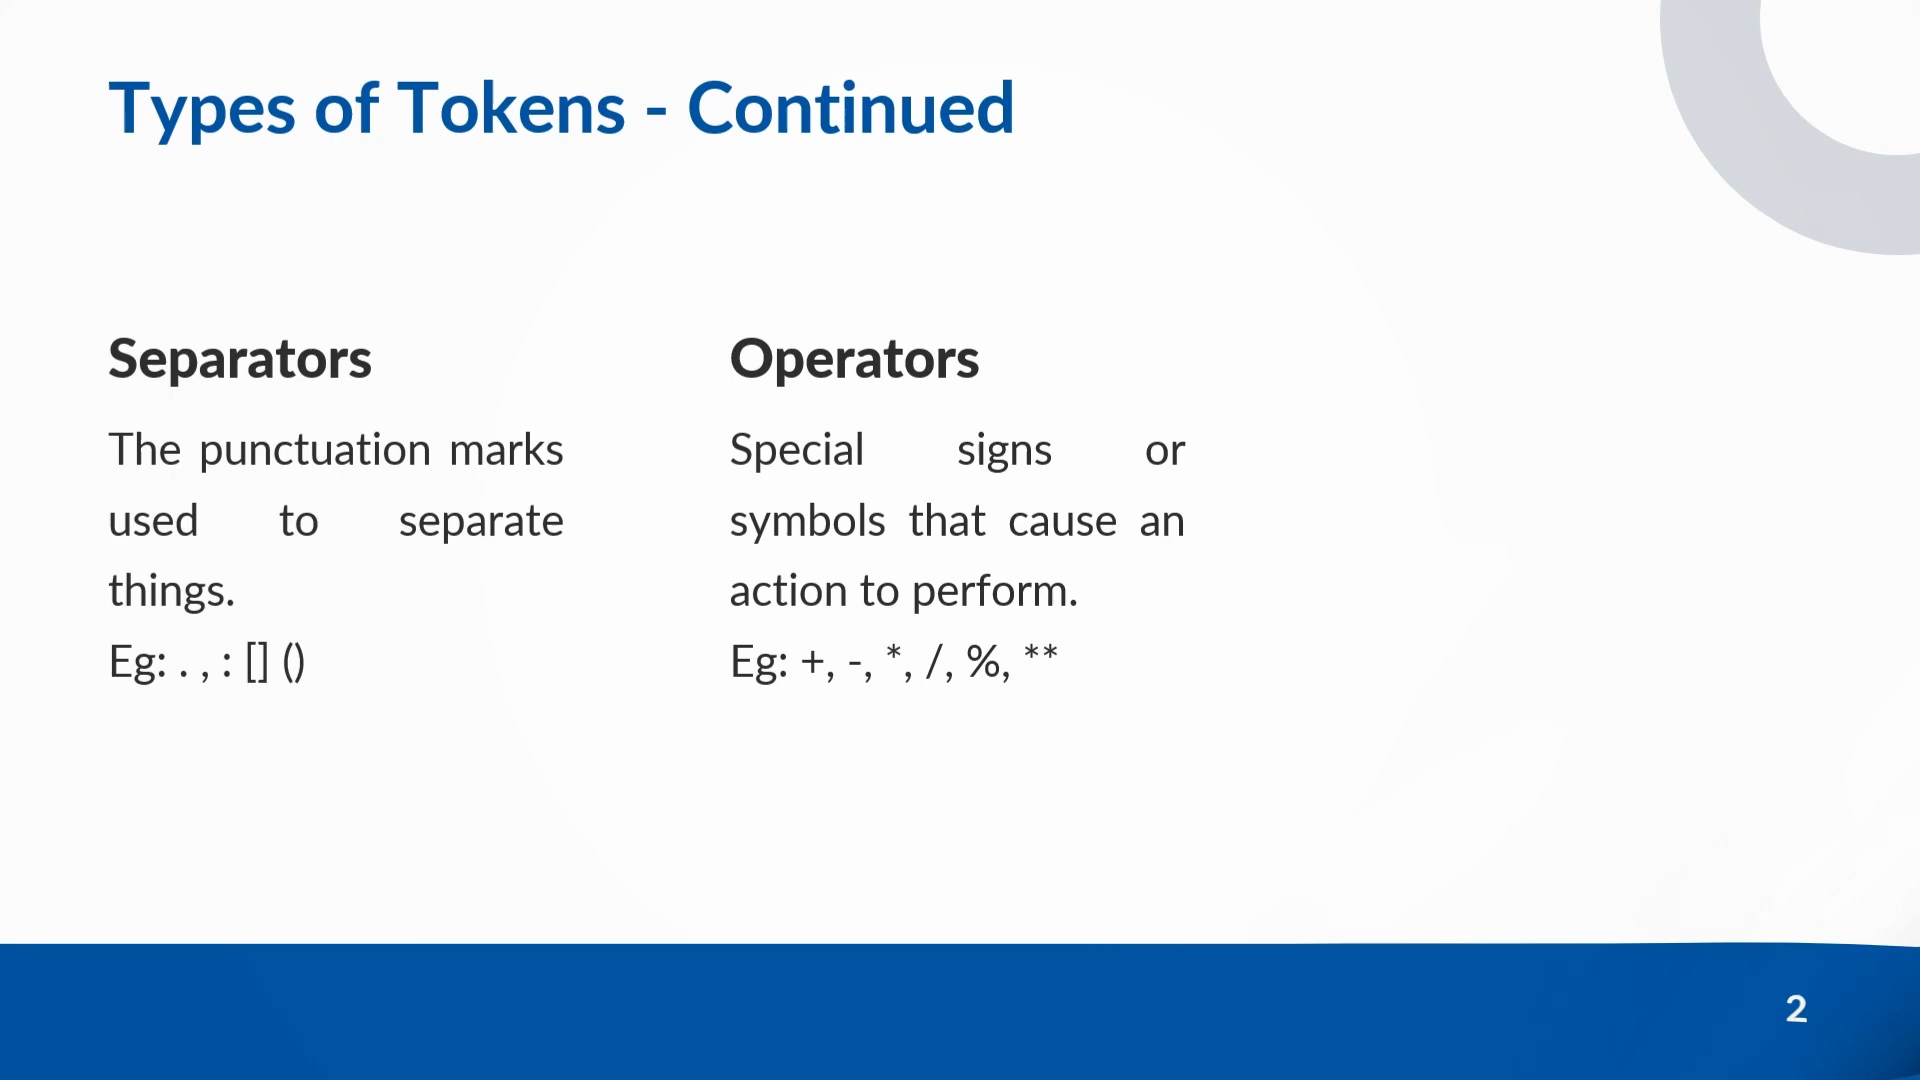 Types of Tokens - Continued
Separators
The punctuation marks
used to separate
things.
Eg: . , : [] ()
Operators
Special signs or
symbols that cause an
action to perform.
Eg: +, -, *, /, %, **
2